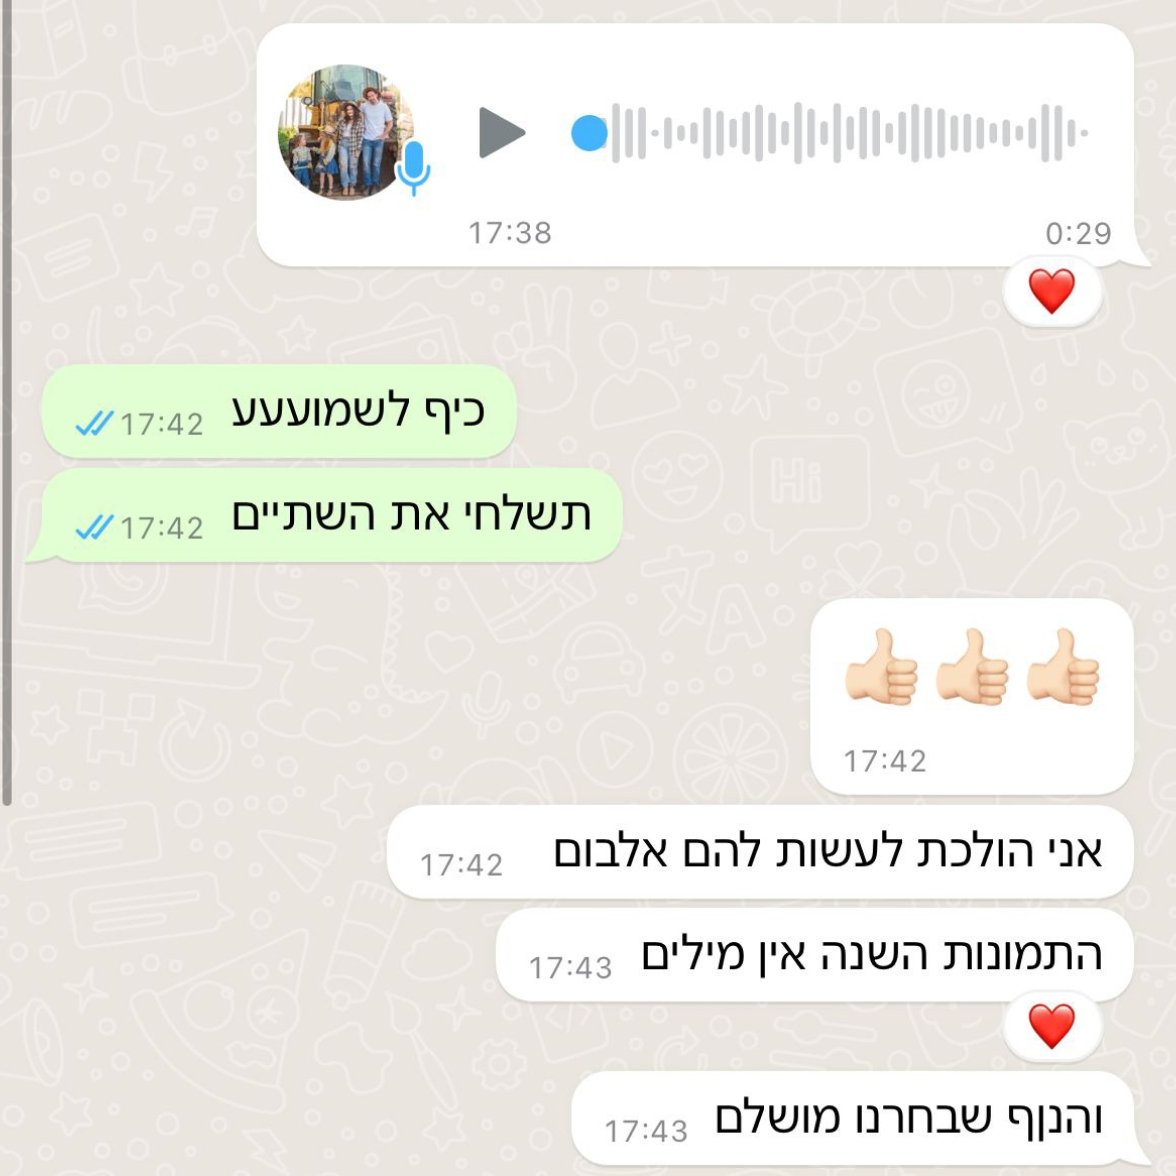 17:38
0:29
❤️
כיף לשמועעע
17:42
תשלחי את השתיים
17:42
Hi
👍🏻👍🏻👍🏻
17:42
אני הולכת לעשות להם אלבום
17:42
התמונות השנה אין מילים
17:43
❤️
והנוף שבחרנו מושלם
17:43